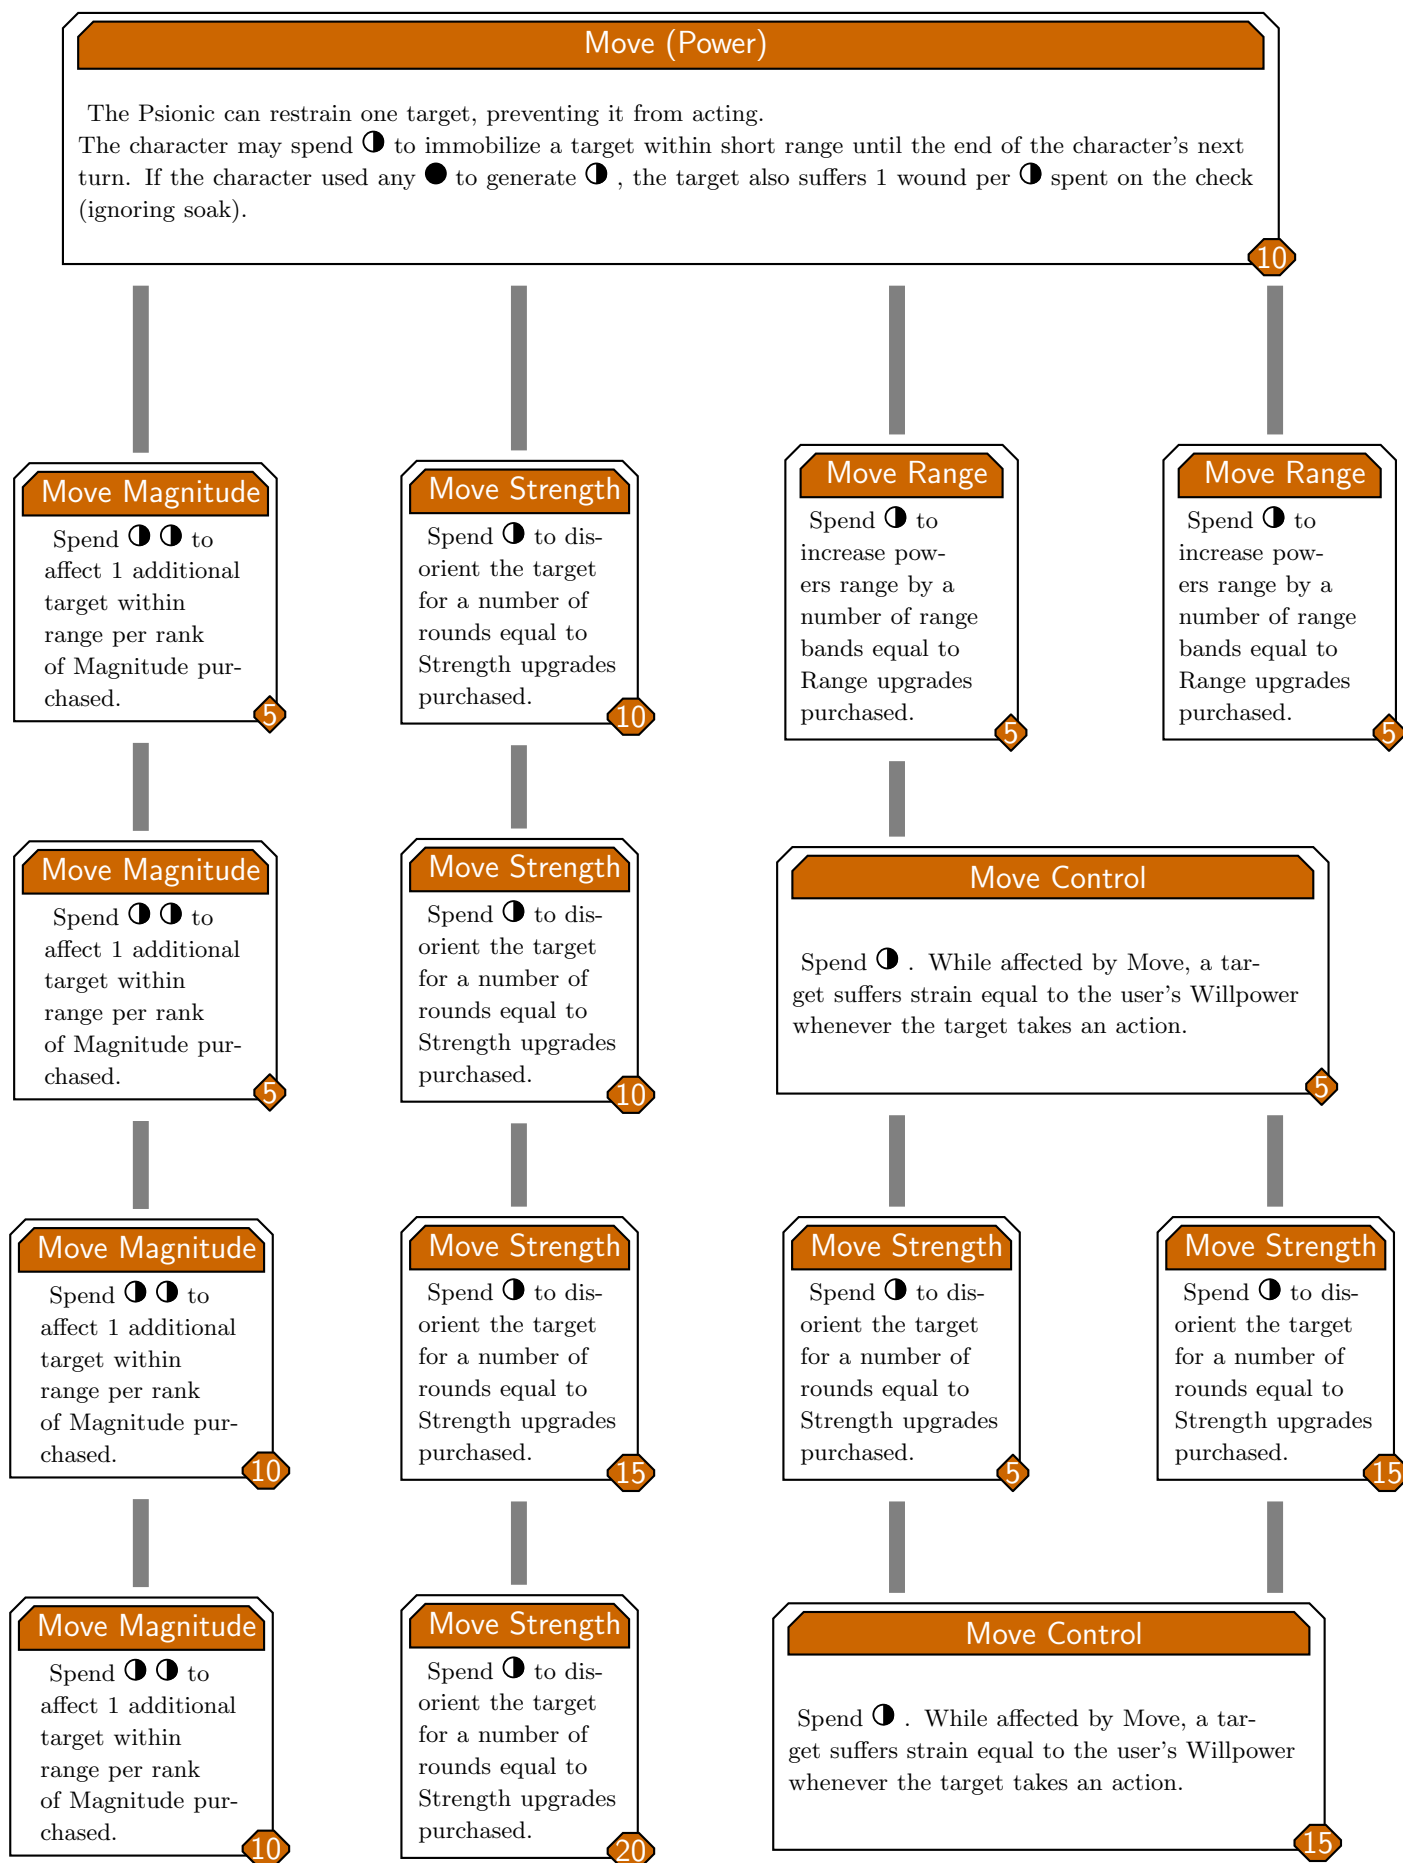 Move (Power)
The Psionic can restrain one target, preventing it from acting.
The character may spend ◑ to immobilize a target within short range until the end of the character's next
turn. If the character used any ● to generate ◑ , the target also suffers 1 wound per ◑ spent on the check
(ignoring soak).
10
Move Magnitude
Spend ◑ ◑ to
affect 1 additional
target within
range per rank
of Magnitude pur-
chased.
5
Move Strength
Spend ◑ to dis-
orient the target
for a number of
rounds equal to
Strength upgrades
purchased.
10
Move Range
Spend ◑ to
increase pow-
ers range by a
number of range
bands equal to
Range upgrades
purchased.
5
Move Range
Spend ◑ to
increase pow-
ers range by a
number of range
bands equal to
Range upgrades
purchased.
5
Move Magnitude
Spend ◑ ◑ to
affect 1 additional
target within
range per rank
of Magnitude pur-
chased.
5
Move Strength
Spend ◑ to dis-
orient the target
for a number of
rounds equal to
Strength upgrades
purchased.
10
Move Control
Spend ◑ . While affected by Move, a tar-
get suffers strain equal to the user's Willpower
whenever the target takes an action.
5
Move Magnitude
Spend ◑ ◑ to
affect 1 additional
target within
range per rank
of Magnitude pur-
chased.
10
Move Strength
Spend ◑ to dis-
orient the target
for a number of
rounds equal to
Strength upgrades
purchased.
15
Move Strength
Spend ◑ to dis-
orient the target
for a number of
rounds equal to
Strength upgrades
purchased.
5
Move Strength
Spend ◑ to dis-
orient the target
for a number of
rounds equal to
Strength upgrades
purchased.
15
Move Magnitude
Spend ◑ ◑ to
affect 1 additional
target within
range per rank
of Magnitude pur-
chased.
10
Move Strength
Spend ◑ to dis-
orient the target
for a number of
rounds equal to
Strength upgrades
purchased.
20
Move Control
Spend ◑ . While affected by Move, a tar-
get suffers strain equal to the user's Willpower
whenever the target takes an action.
15